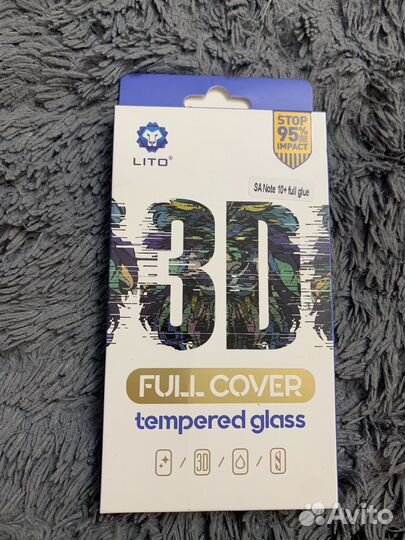 STOP
95%
IMPACT
LITO®
SA Note 10+ full glue
3D
FULL COVER
tempered glass
/ 3D / /
Avito